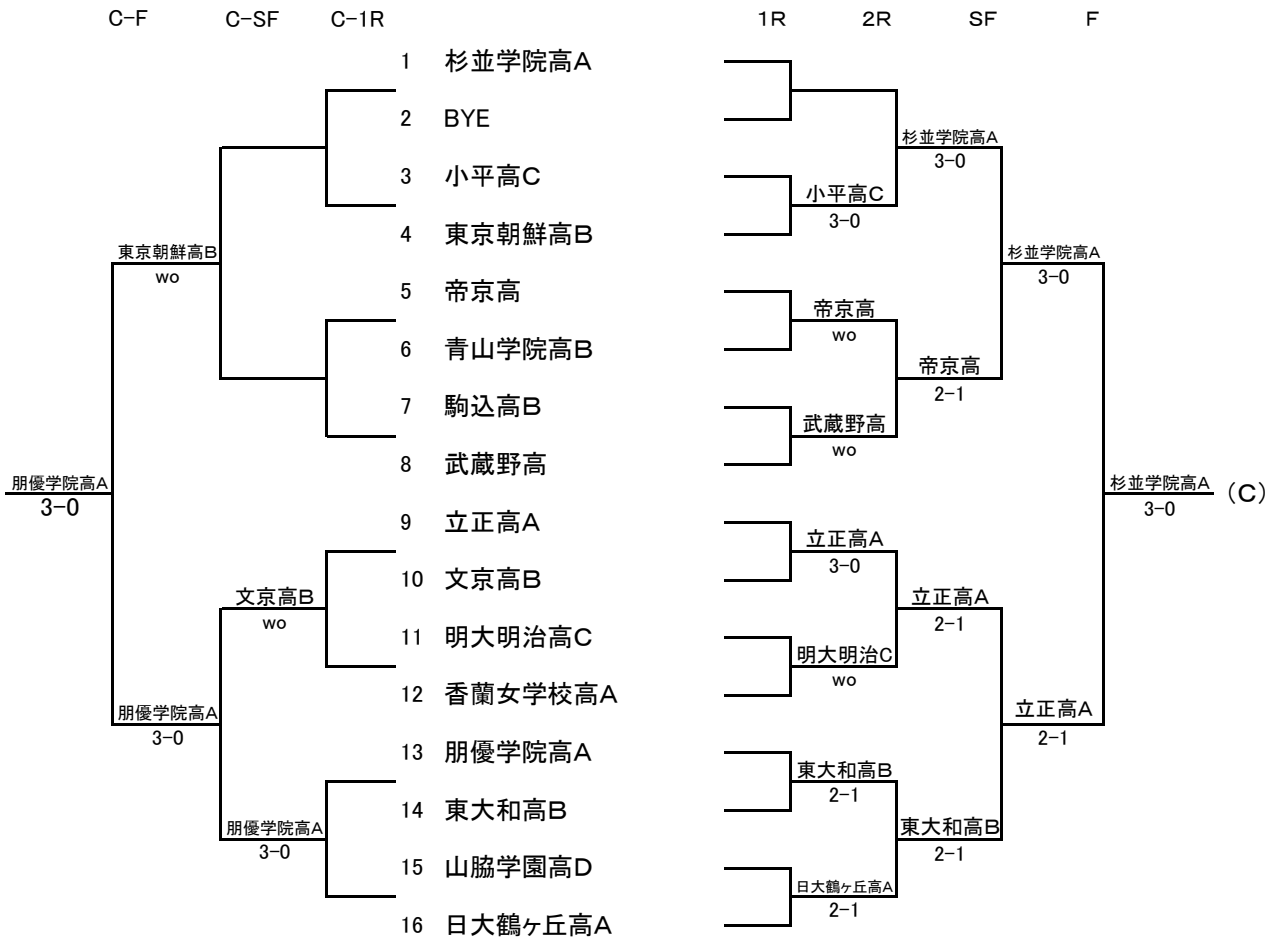 C-F C-SF C-1R 1R 2R SF F
1 杉並学院高A
2 BYE
杉並学院高A
3-0
3 小平高C
小平高C
3-0
4 東京朝鮮高B
東京朝鮮高B
wo
杉並学院高A
3-0
5 帝京高
帝京高
wo
6 青山学院高B
帝京高
2-1
7 駒込高B
武蔵野高
wo
8 武蔵野高
朋優学院高A
3-0
杉並学院高A
3-0
(C)
9 立正高A
立正高A
3-0
10 文京高B
文京高B
wo
立正高A
2-1
11 明大明治高C
明大明治C
wo
12 香蘭女学校高A
朋優学院高A
3-0
立正高A
2-1
13 朋優学院高A
東大和高B
2-1
14 東大和高B
朋優学院高A
3-0
東大和高B
2-1
15 山脇学園高D
日大鶴ヶ丘高A
2-1
16 日大鶴ヶ丘高A